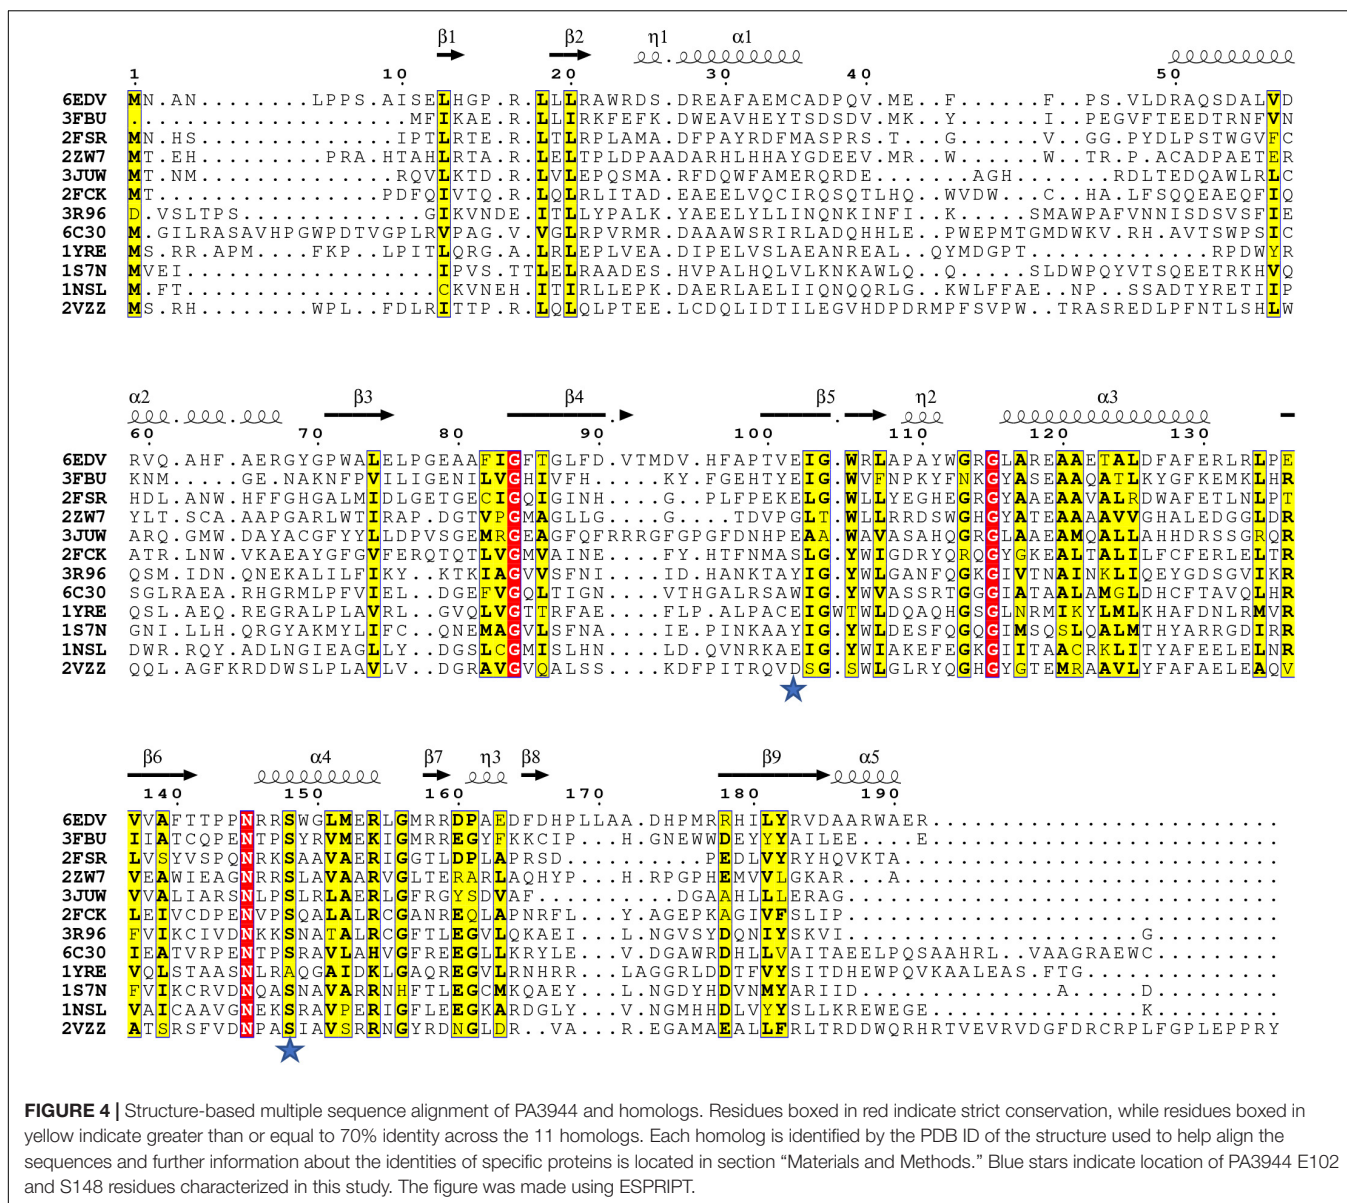 β1 β2 η1 α1
1 10 20 30 40 50
6EDV MN.AN........LPPS.AISELHGP.R.LLLRAWRDS.DREAFAEMCADPQV.ME..F......F..PS.VLDRAQSDALVD
3FBU ....................MFIKAE.R.LLIRKFEFK.DWEAVHEYTSDSDV.MK..Y......I..PEGVFTEEDTRNFVN
2FSR MN.HS..............IPTLRTE.R.LTLRPLAMA.DFPAYRDFMASPRS.T...G......V..GG.PYDLPSTWGVFC
2ZW7 MT.EH.........PRA.HTAHLRTA.R.LELTPLDPAADARHLHHAYGDEEV.MR..W......W..TR.P.ACADPAETER
3JUW MT.NM..............RQVLKTD.R.LVLEPQSMA.RFDQWFAMERQRDE.......AGH.......RDLTEDQAWLRLC
2FCK MT.................PDFQIVTQ.R.LQLRLITAD.EAEELVQCIRQSQTLHQ..WVDW..C..HA.LFSQQEAEQFIQ
3R96 D.VSLTPS..............GIKVNDE.ITLLYPALK.YAEELYLLINQNKINFI..K.....SMAWPAFVNNISDSVSFIE
6C30 M.GILRASAVHPGWPDTVGPLRVPAG.V.VGLRPVRMR.DAAAWSRIRLADQHHLE..PWEPMTGMDWKV.RH.AVTSWPSIC
1YRE MS.RR.APM....FKP..LPITLQRG.A.LRLEPLVEA.DIPELVSLAEANREAL..QYMDGPT...........RPDWYR
1S7N MVEI..................IPVS.TTLELRAADES.HVPALHQLVLKNKAWLQ..Q......SLDWPQYVTSQEETRKHVQ
1NSL M.FT..................CKVNEH.ITIRLLEPK.DAERLAELIIQNQQRLG..KWLFFAE..NP..SSADTYRETIIP
2VZZ MS.RH........WPL..FDLRITTP.R.LQLQLPTEE.LCDQLIDTILEGVHDPDRMPFSVPW..TRASREDLPFNTLSHLW
α2 β3 β4 β5 η2 α3
60 70 80 90 100 110 120 130
6EDV RVQ.AHF.AERGYGPWALELPGEAAFIGFTGLFD.VTMDV.HFAPTVEIG.WRLAPAYWGRGLAREAAETALDFAFERLRLPE
3FBU KNM......GE.NAKNFPVILIGENILVGHIVFH....KY.FGEHTYEIG.WVFNPKYFNKGYASEAAQATLKYGFKEMKLHR
2FSR HDL.ANW.HFFGHGALMIDLGETGECIGQIGINH....G..PLFPEKELG.WLLYEGHEGRGYAAEAAVALRDWAFETLNLPT
2ZW7 YLT.SCA.AAPGARLWTIRAP.DGTVPGMAGLLG....G....TDVPGLT.WLLRRDSWGHGYATEAAAAVVGHALEDGGLDR
3JUW ARQ.GMW.DAYACGFYYLLDPVSGEMRGEAGFQFRRRGFGPGFDNHPEAA.WAVASAHQGRGLAAEAMQALLAHHDRSSGRQR
2FCK ATR.LNW.VKAEAYGFGVFERQTQTLVGMVAINE....FY.HTFNMASLG.YWIGDRYQRQGYGKEALTALILFCFERLELTR
3R96 QSM.IDN.QNEKALILFIKY..KTKIAGVVSFNI....ID.HANKTAYIG.YWLGANFQGKGIVTNAINKLIQEYGDSGVIKR
6C30 SGLRAEA.RHGRMLPFVIEL..DGEFVGQLTIGN....VTHGALRSAWIG.YWVASSRTGGGIATAALAMGLDHCFTAVQLHR
1YRE QSL.AEQ.REGRALPLAVRL..GVQLVGTTRFAE....FLP.ALPACEIGWTWLDQAQHGSGLNRMIKYLMLKHAFDNLRMVR
1S7N GNI.LLH.QRGYAKMYLIFC..QNEMAGVLSFNA....IE.PINKAAYIG.YWLDESFQGQGIMSQSLQALMTHYARRGDIRR
1NSL DWR.RQY.ADLNGIEAGLLY..DGSLCGMISLHN....LD.QVNRKAEIG.YWIAKEFEGKGIITAACRKLITYAFEELELNR
2VZZ QQL.AGFKRDDWSLPLAVLV..DGRAVGVQALSS....KDFPITRQVDSG.SWLGLRYQGHGIGTEMRAAVLYFAFAELEAQV
β6 α4 β7 η3 β8 β9 α5
140 150 160 170 180 190
6EDV VVAFTTPPNRRSWGLMERLGMRRDPAEDFDHPLLAA.DHPMRRHILYRVDAARWAER.........................
3FBU IIATCQPENTPSYRVMEKIGMRREGYFKKCIP...H.GNEWWDEYYYAILEE....E.........................
2FSR LVSYVSPQNRKSAAVAERIGGTLDPLAPRSD..........PEDLVYRYHQVKTA...........................
2ZW7 VEAWIEAGNRRSLAVAARVGLTERARLAQHYP...H.RPGPHEMVVLGKAR...A...........................
3JUW VVALIARSNLPSLRLAERLGFRGYSDVAF..........DGAAHLLLERAG...............................
2FCK LEIVCDPENVPSQALALRCGANREQLAPNRFL...Y.AGEPKAGIVFSLIP...............................
3R96 FVIKCIVDNKKSNATALRCGFTLEGVLQKAEI...L.NGVSYDQNIYSKVI.....................G.........
6C30 IEATVRPENTPSRAVLAHVGFREEGLLKRYLE...V.DGAWRDHLLVAITAEELPQSAAHRL..VAAGRAEWC.........
1YRE VQLSTAASNLRAQGAIDKLGAQREGVLRNHRR...LAGGRLDDTFVYSITDHEWPQVKAALEAS.FTG..............
1S7N FVIKCRVDNQASNAVARRNHFTLEGCMKQAEY...L.NGDYHDVNMYARIID..............A.....D.........
1NSL VAICAAVGNEKSRAVPERIGFLEEGKARDGLY...V.NGMHHDLVYYSLLKREWEGE...............K.........
2VZZ ATSRSFVDNPASIAVSRRNGYRDNGLDR..VA...R.EGAMAEALLFRLTRDDWQRHRTVEVRVDGFDRCRPLFGPLEPPRY
FIGURE 4 | Structure-based multiple sequence alignment of PA3944 and homologs. Residues boxed in red indicate strict conservation, while residues boxed in
yellow indicate greater than or equal to 70% identity across the 11 homologs. Each homolog is identified by the PDB ID of the structure used to help align the
sequences and further information about the identities of specific proteins is located in section “Materials and Methods.” Blue stars indicate location of PA3944 E102
and S148 residues characterized in this study. The figure was made using ESPRIPT.